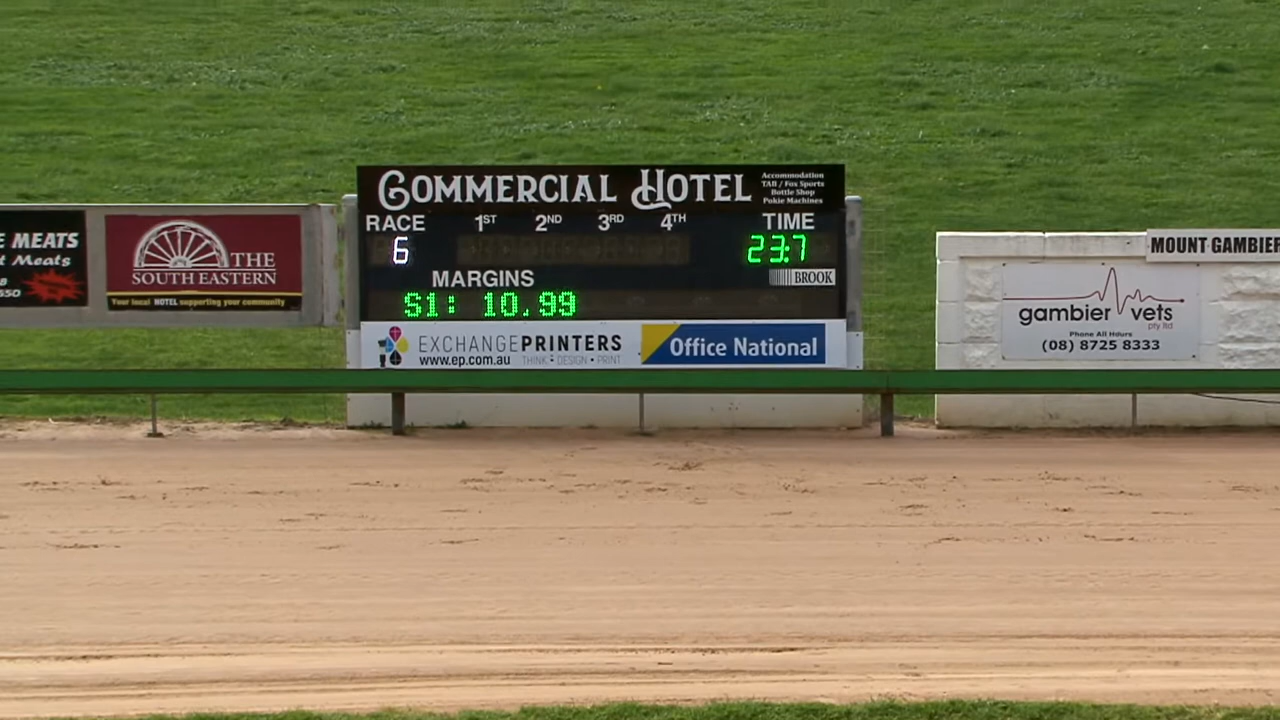 COMMERCIAL HOTEL
Accommodation
TAB / Fox Sports
Bottle Shop
Pokie Machines
RACE 1ST 2ND 3RD 4TH TIME
6 23:7
MARGINS BROOK
S1: 10.99
EXCHANGEPRINTERS
www.ep.com.au THINK · DESIGN · PRINT
Office National
E MEATS
t Meats
THE
SOUTH EASTERN
Your local HOTEL supporting your community
MOUNT GAMBIER
gambier vets
pty ltd
Phone All Hours
(08) 8725 8333